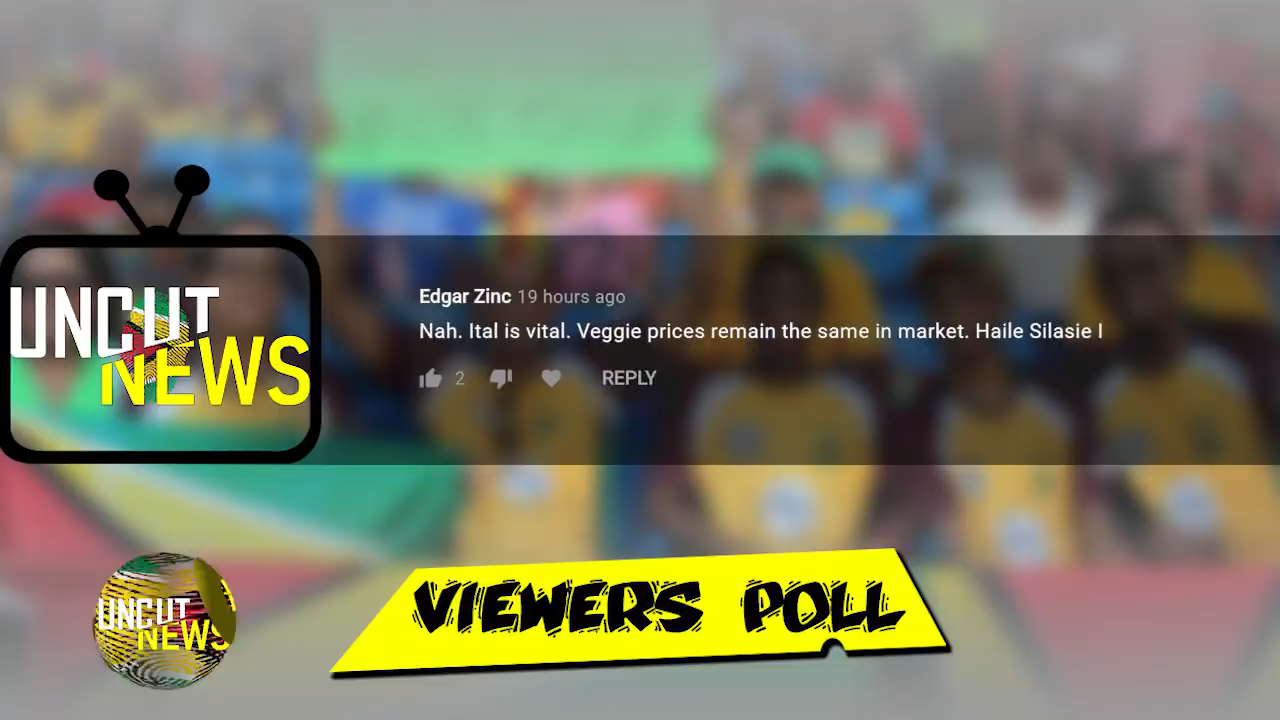 UNCUT
NEWS
Edgar Zinc 19 hours ago
Nah. Ital is vital. Veggie prices remain the same in market. Haile Silasie I
2
REPLY
VIEWERS POLL
UNCUT
NEWS